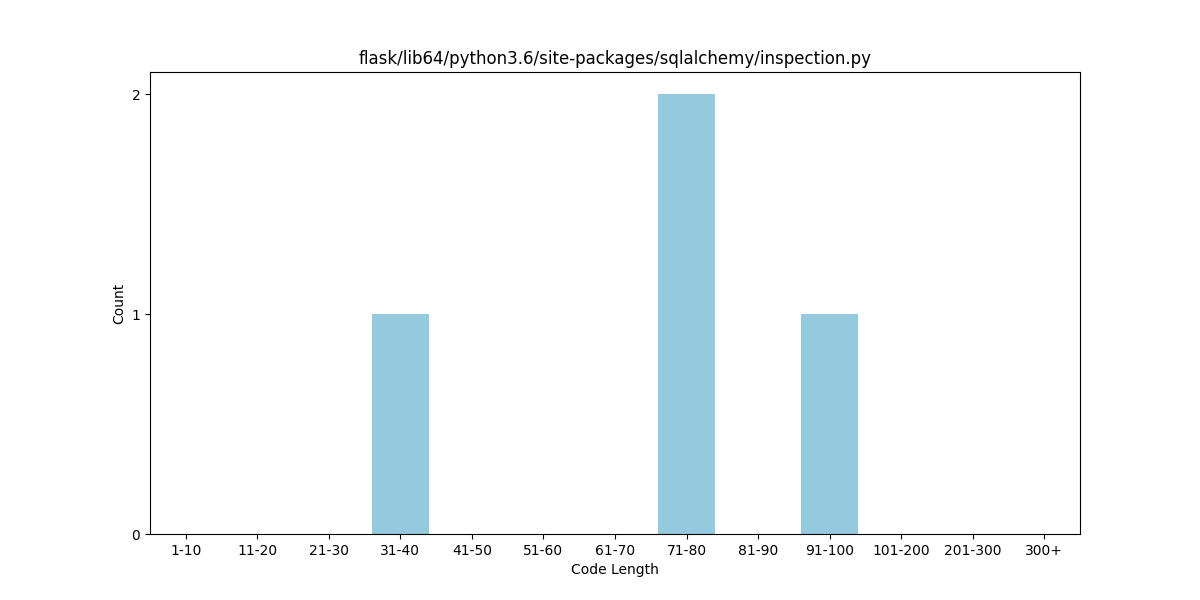 flask/lib64/python3.6/site-packages/sqlalchemy/inspection.py
2
1
0
Count
1-10 11-20 21-30 31-40 41-50 51-60 61-70 71-80 81-90 91-100 101-200 201-300 300+
Code Length